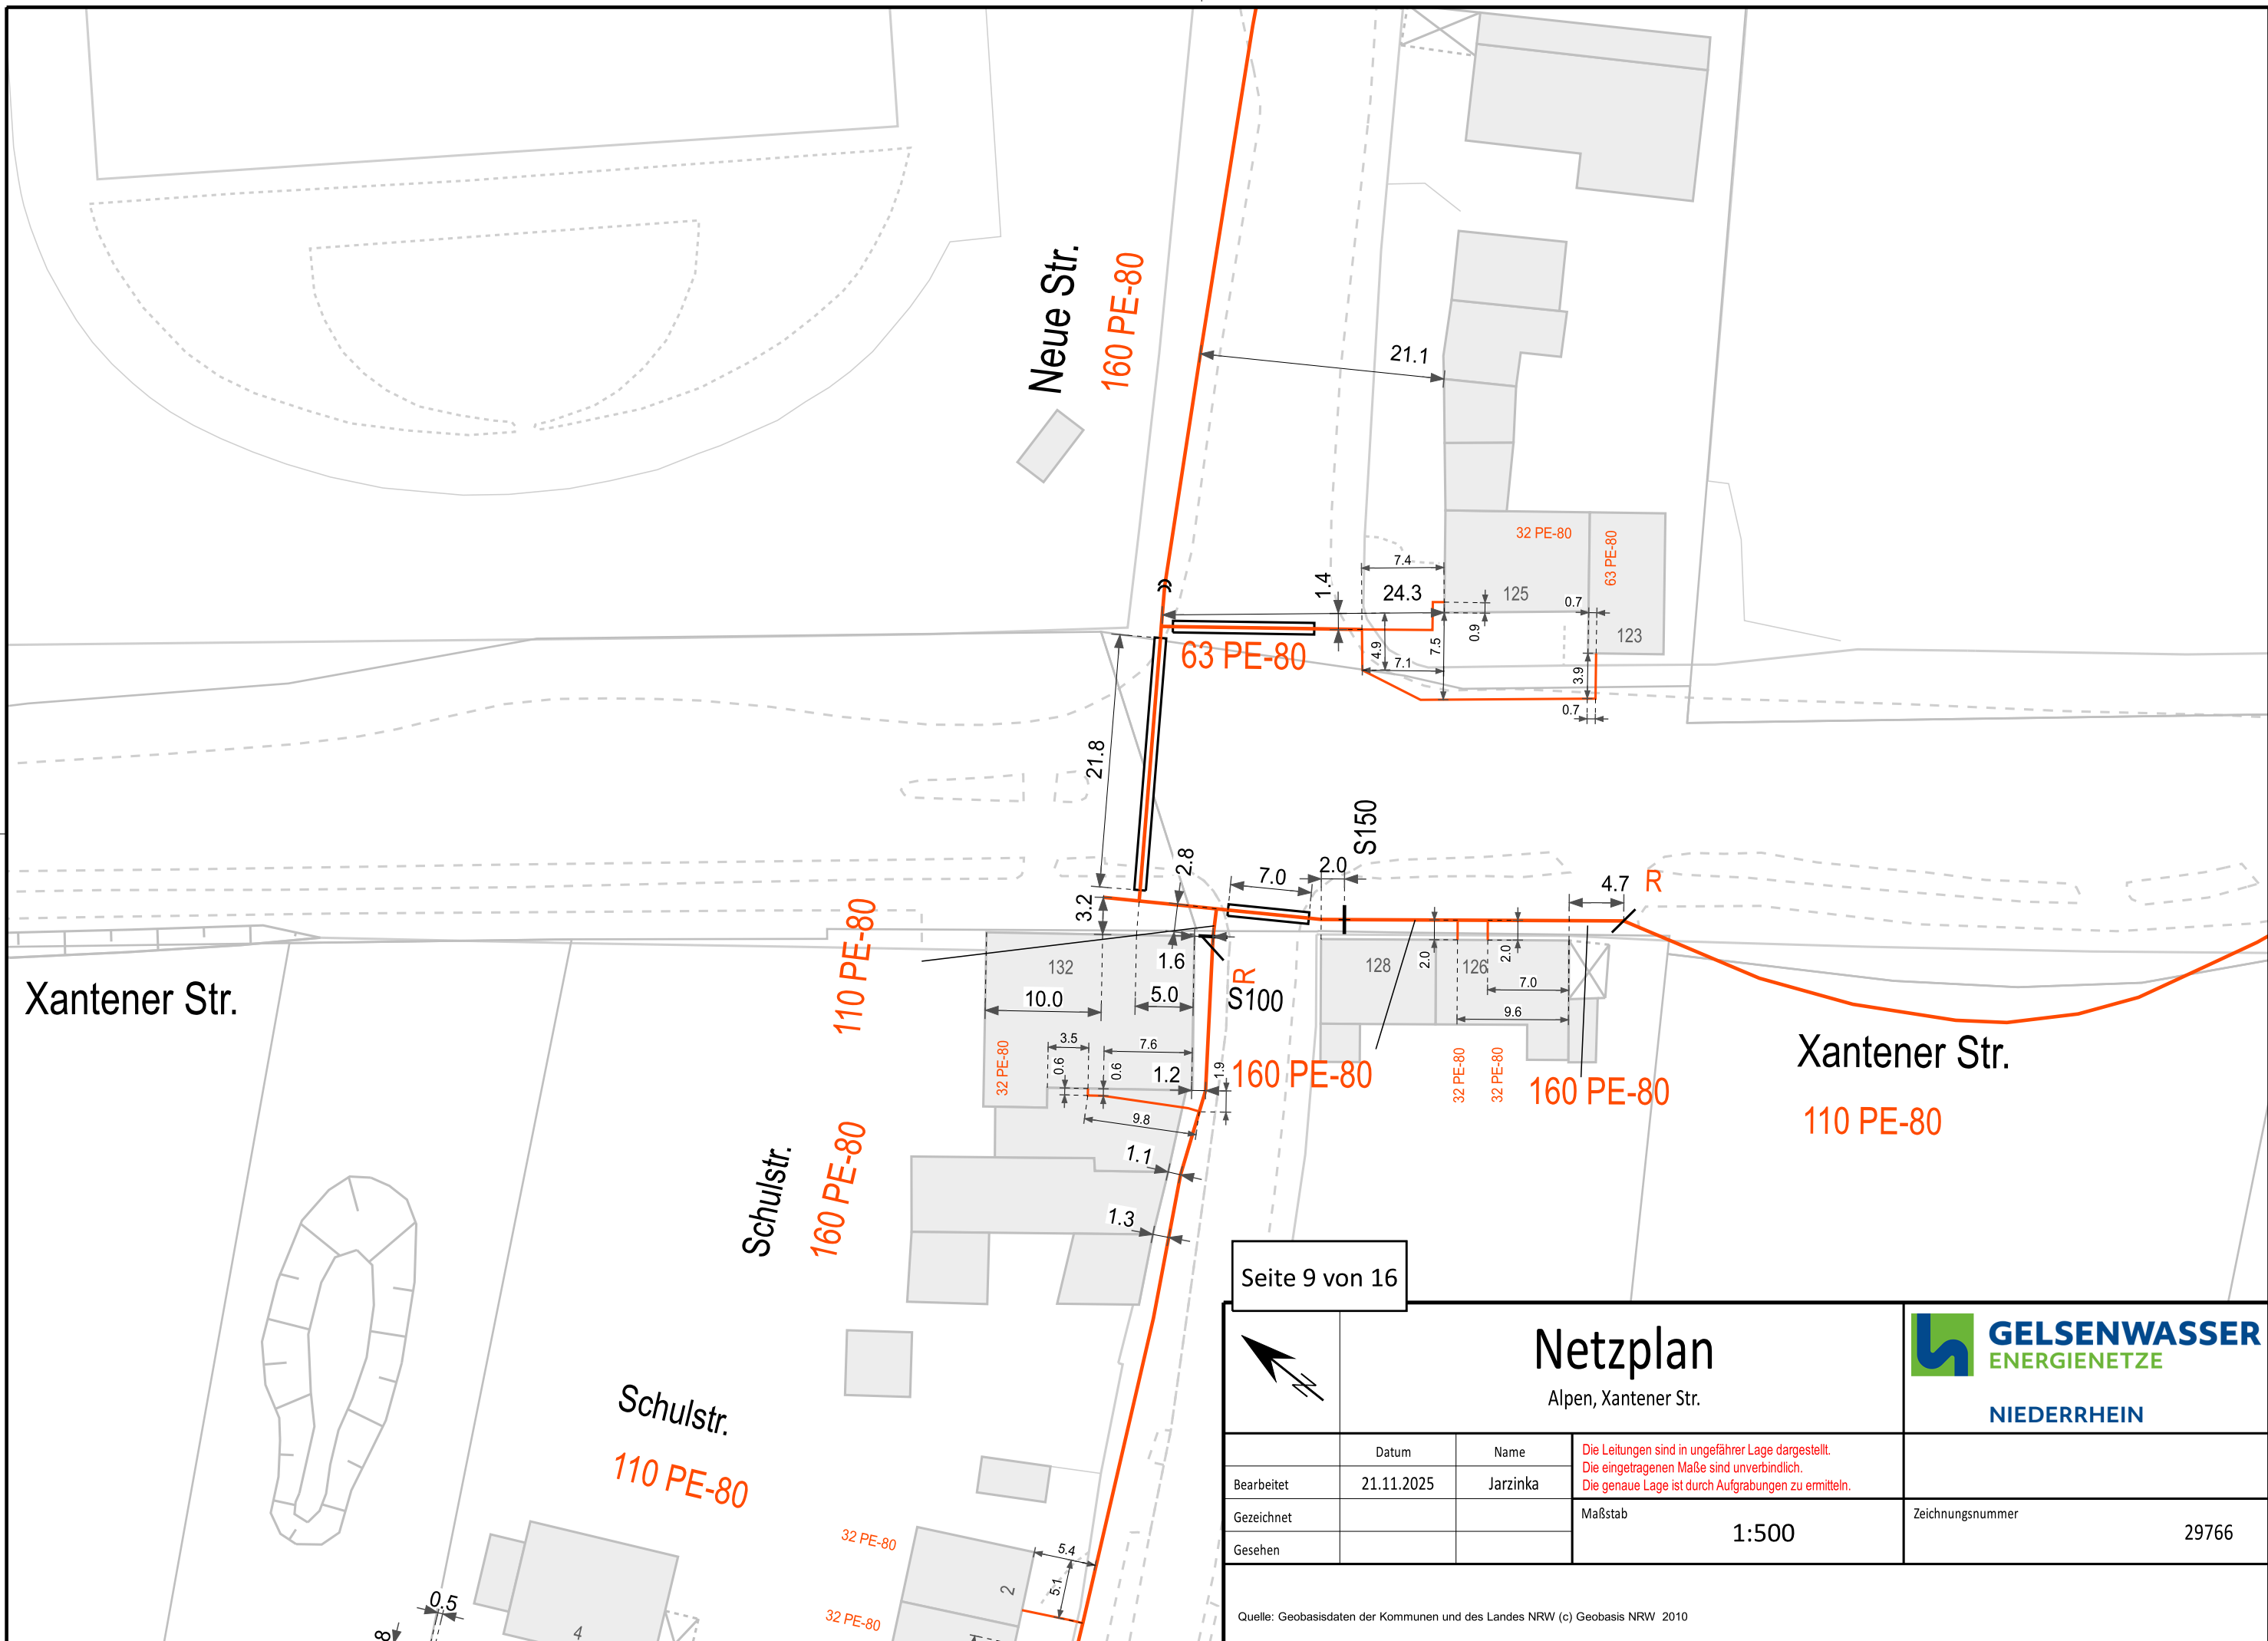 Neue Str.
160 PE-80
21.1
32 PE-80
63 PE-80
7.4
24.3
1.4
125
0.7
123
0.9
7.5
4.9
7.1
3.9
0.7
63 PE-80
21.8
S150
2.8
7.0
2.0
4.7
R
3.2
110 PE-80
1.6
132
R
S100
128
2.0
126
2.0
7.0
9.6
10.0
5.0
Xantener Str.
3.5
7.6
0.6
0.6
1.2
1.9
32 PE-80
160 PE-80
32 PE-80
32 PE-80
160 PE-80
Xantener Str.
110 PE-80
9.8
1.1
1.3
Schulstr.
160 PE-80
Schulstr.
110 PE-80
32 PE-80
5.4
5.1
2
32 PE-80
0.5
8
4
Seite 9 von 16
N
Netzplan
Alpen, Xantener Str.
GELSENWASSER
ENERGIENETZE
NIEDERRHEIN
Datum
Name
Die Leitungen sind in ungefährer Lage dargestellt.
Die eingetragenen Maße sind unverbindlich.
Die genaue Lage ist durch Aufgrabungen zu ermitteln.
Bearbeitet
21.11.2025
Jarzinka
Gezeichnet
Gesehen
Maßstab
1:500
Zeichnungsnummer
29766
Quelle: Geobasisdaten der Kommunen und des Landes NRW (c) Geobasis NRW 2010